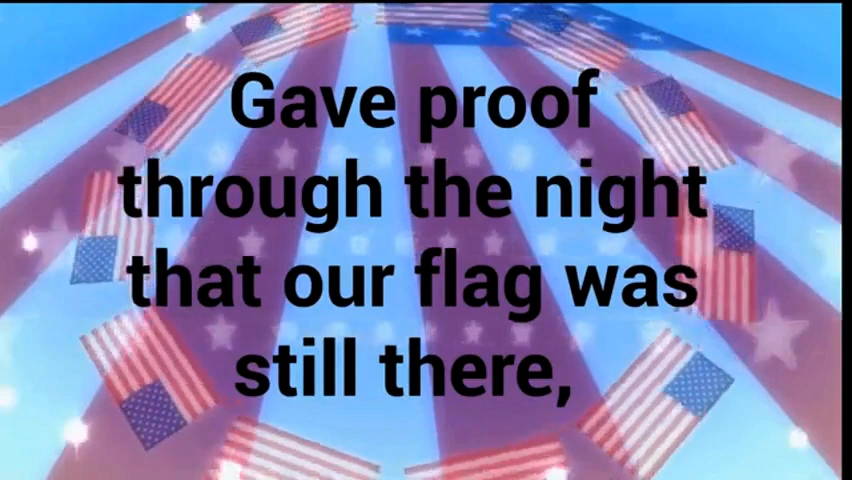 Gave proof
through the night
that our flag was
still there,